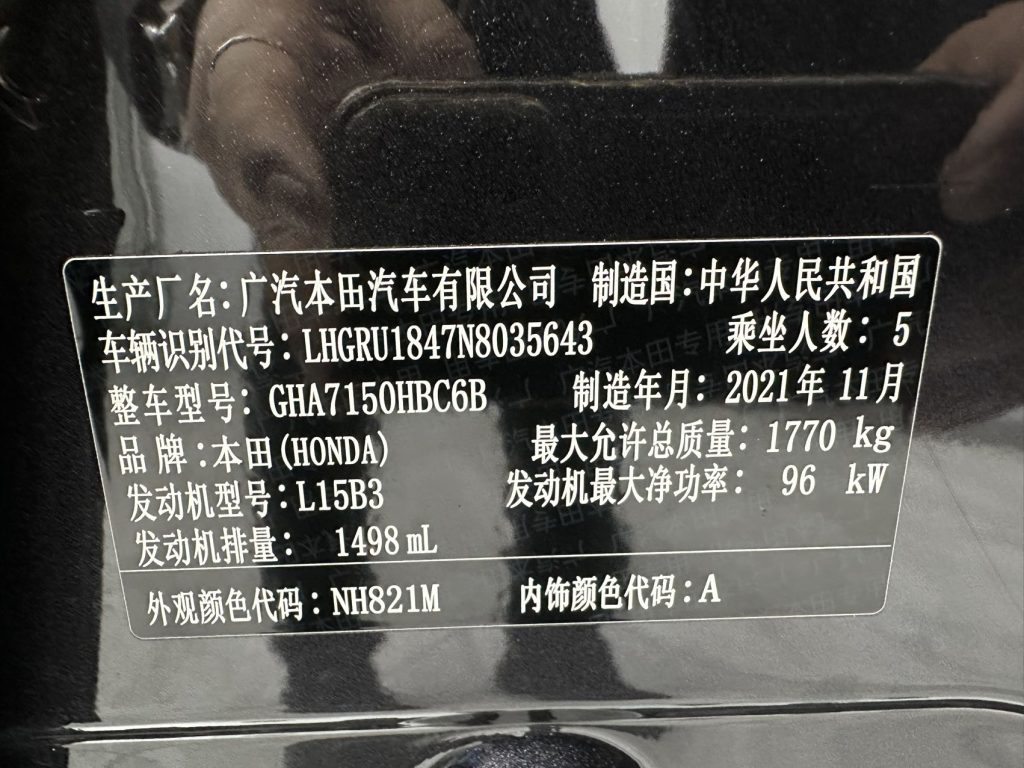 生产厂名：广汽本田汽车有限公司 制造国：中华人民共和国
车辆识别代号：LHGRU1847N8035643 乘坐人数：5
整车型号：GHA7150HBC6B 制造年月：2021年11月
品牌：本田(HONDA) 最大允许总质量：1770 kg
发动机型号：L15B3 发动机最大净功率：96 kW
发动机排量：1498 mL
外观颜色代码：NH821M 内饰颜色代码：A